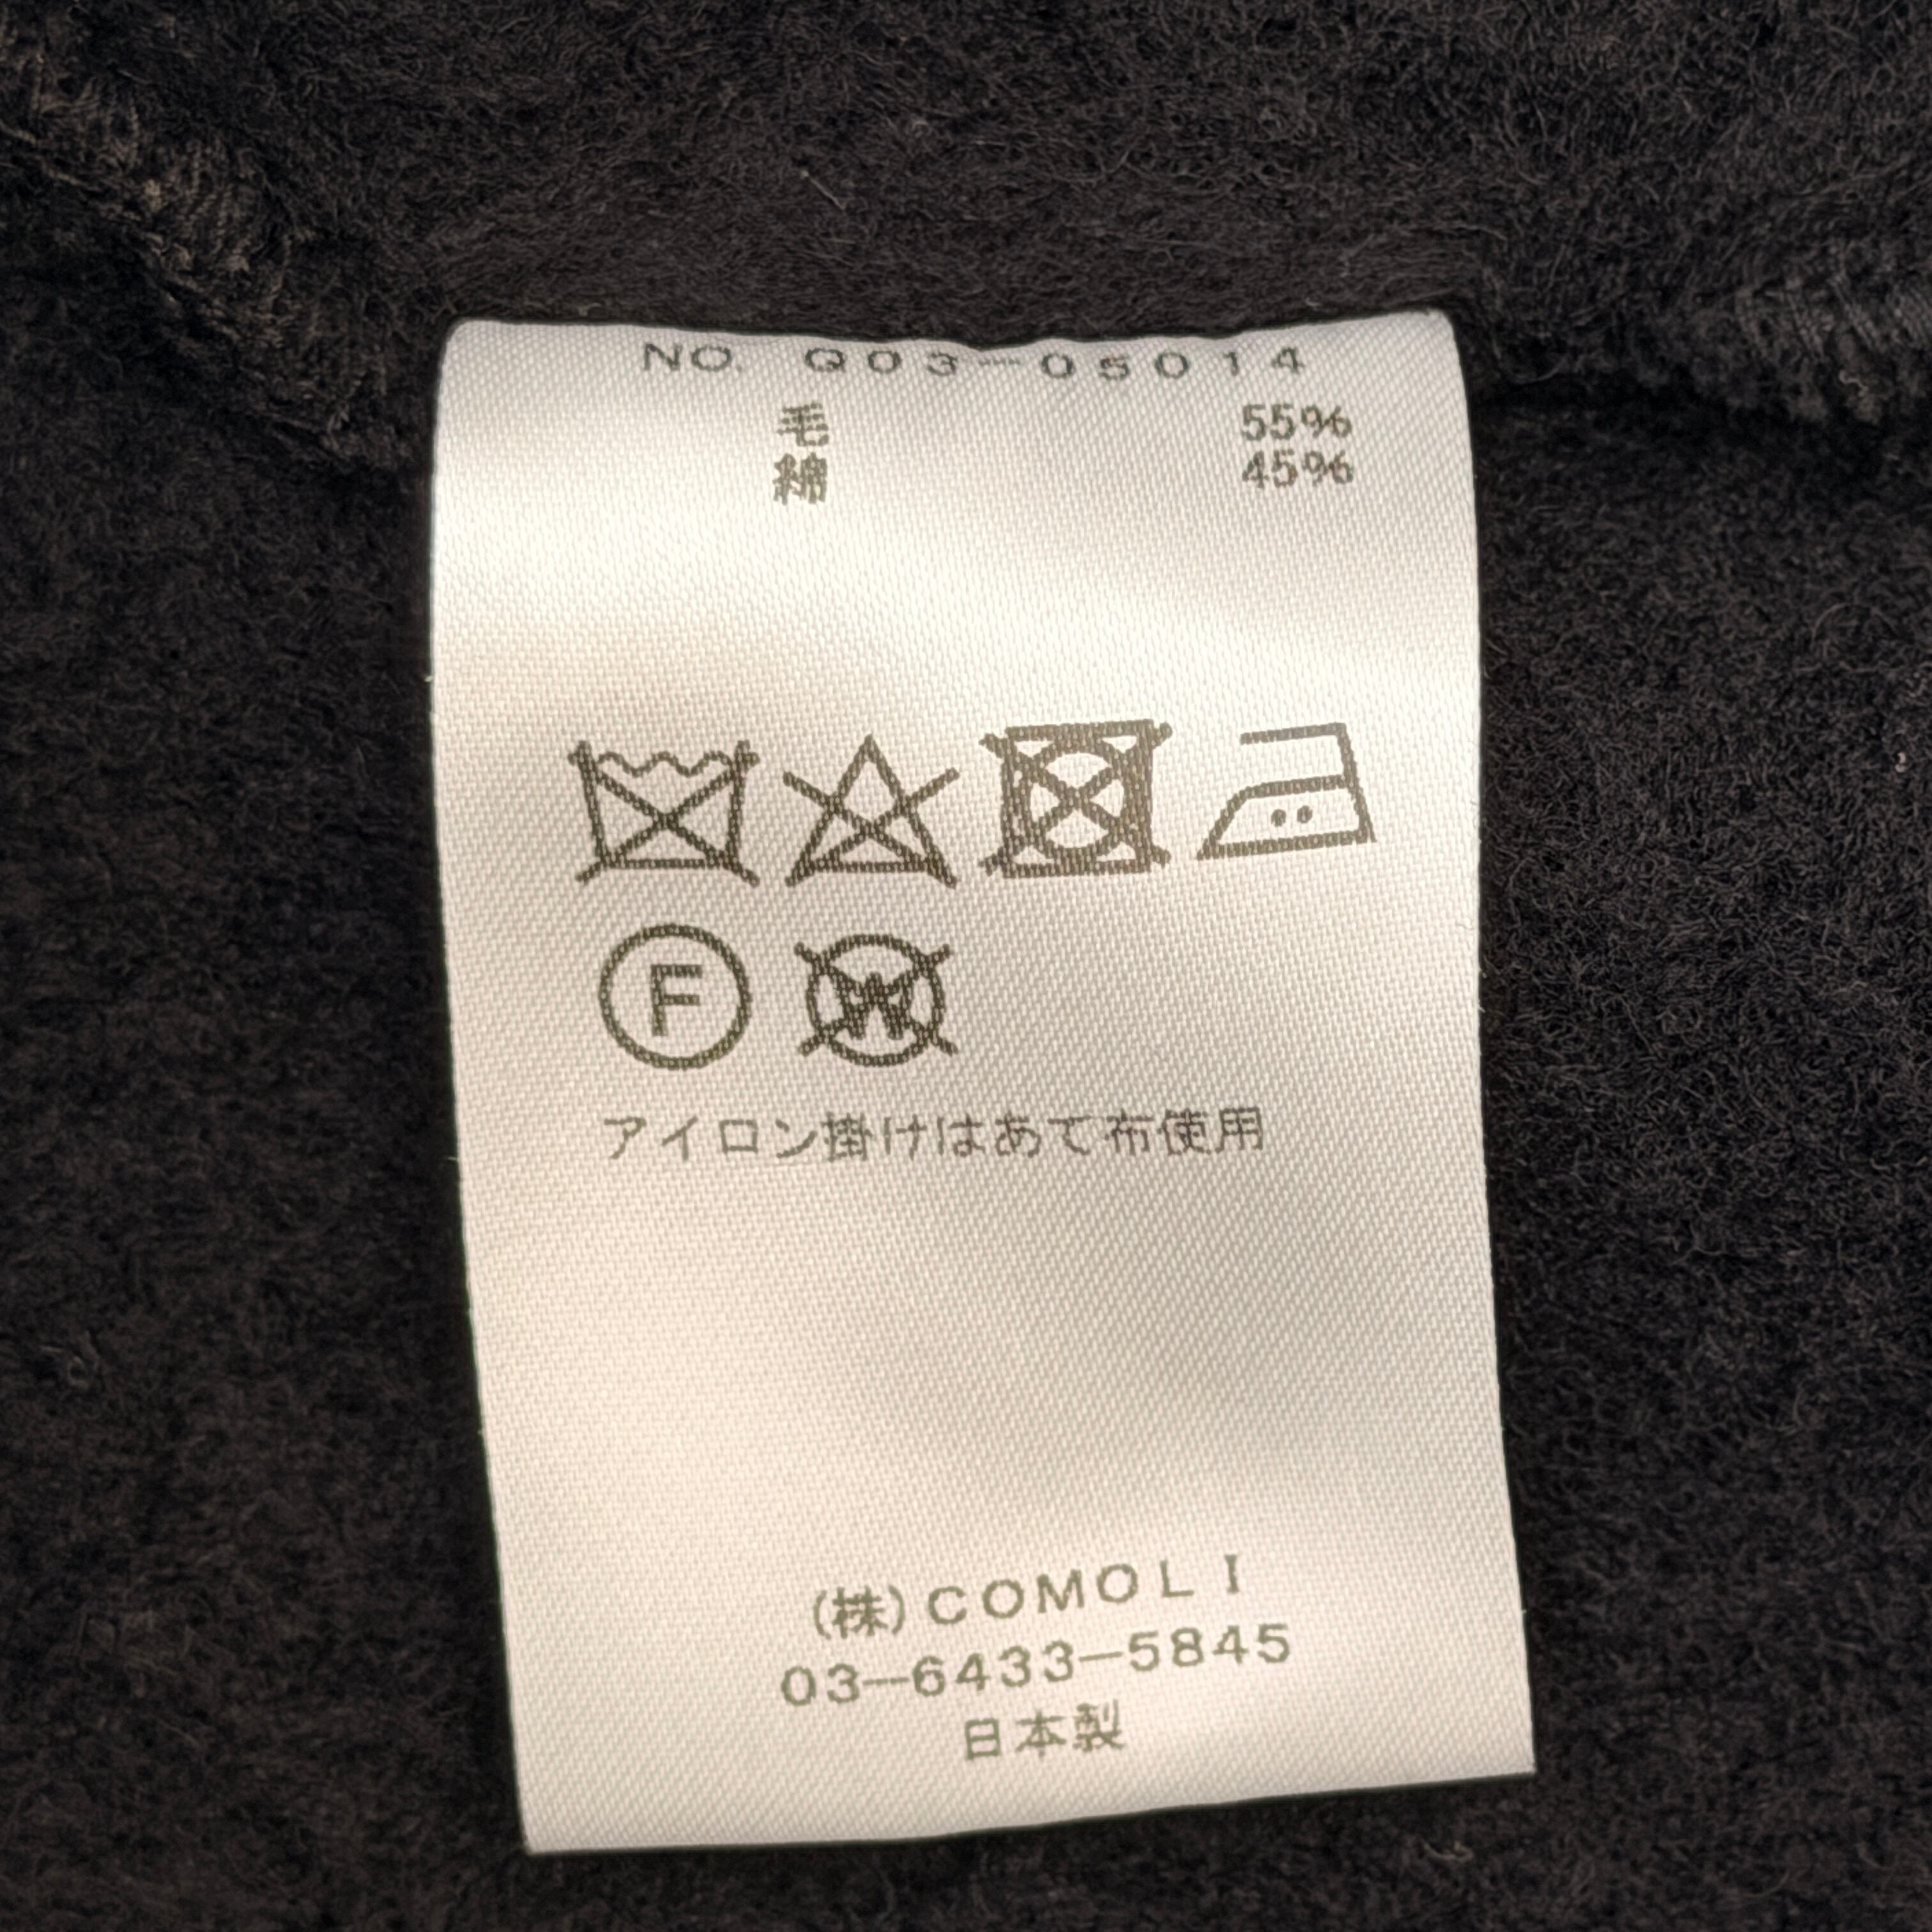 NO. Q03-05014
毛 55%
綿 45%
F
W
アイロン掛けはあて布使用
(株)COMOLI
03-6433-5845
日本製